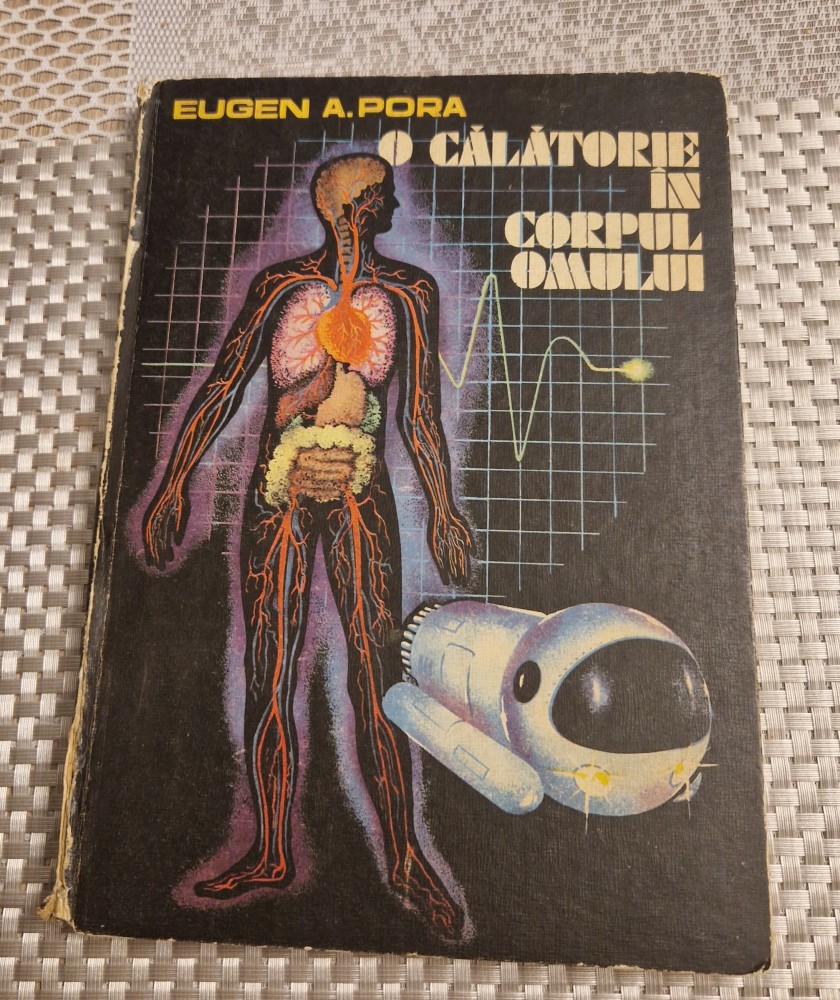 EUGEN A. PORA
O CĂLĂTORIE
ÎN
CORPUL
OMULUI